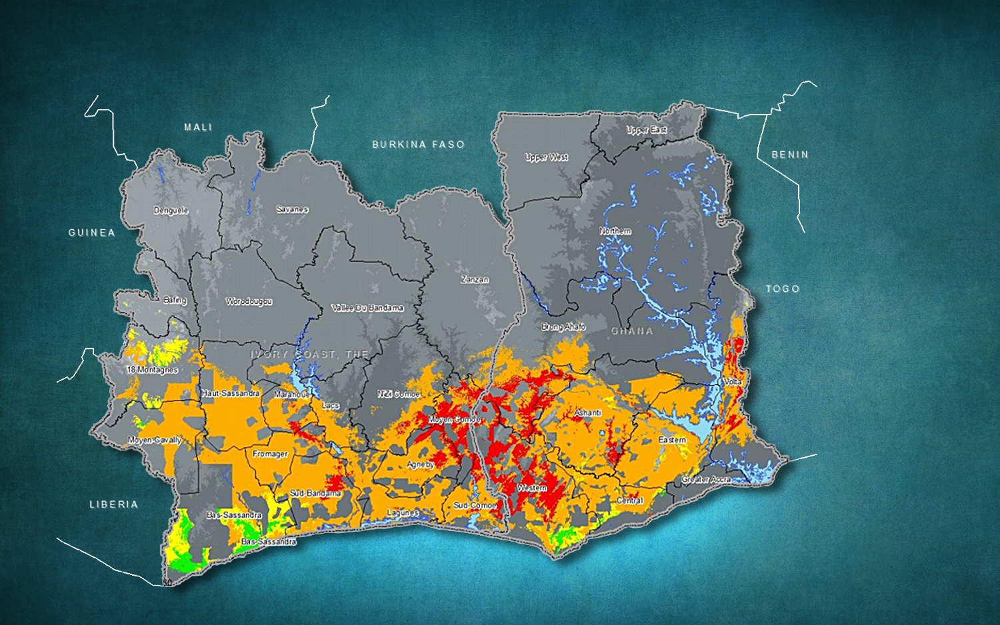 MALI
BURKINA FASO
BENIN
GUINEA
TOGO
LIBERIA
Upper East
Upper West
Denguele
Savanes
Northern
Zanzan
Bafing
Worodougou
Vallee Du Bandama
Brong Ahafo
GHANA
IVORY COAST, THE
18 Montagnes
Haut-Sassandra
Marahoue
Lacs
N'Zi Comoe
Volta
Moyen Comoe
Ashanti
Moyen-Cavally
Eastern
Fromager
Agneby
Greater Accra
Sud-Bandama
Western
Central
Sud-Comoe
Lagunes
Bas-Sassandra
Bas-Sassandra